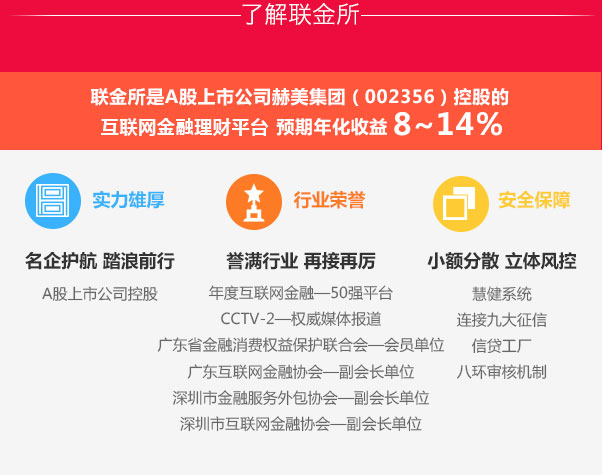 了解联金所
联金所是A股上市公司赫美集团（002356）控股的
互联网金融理财平台 预期年化收益 8~14%
实力雄厚
行业荣誉
安全保障
名企护航 踏浪前行
誉满行业 再接再厉
小额分散 立体风控
A股上市公司控股
年度互联网金融—50强平台
慧健系统
CCTV-2—权威媒体报道
连接九大征信
广东省金融消费权益保护联合会—会员单位
信贷工厂
广东互联网金融协会—副会长单位
八环审核机制
深圳市金融服务外包协会—副会长单位
深圳市互联网金融协会—副会长单位